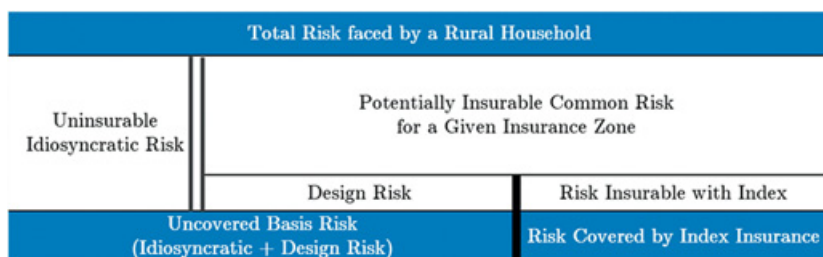 Total Risk faced by a Rural Household
Uninsurable
Idiosyncratic Risk
Potentially Insurable Common Risk
for a Given Insurance Zone
Design Risk
Risk Insurable with Index
Uncovered Basis Risk
(Idiosyncratic + Design Risk)
Risk Covered by Index Insurance